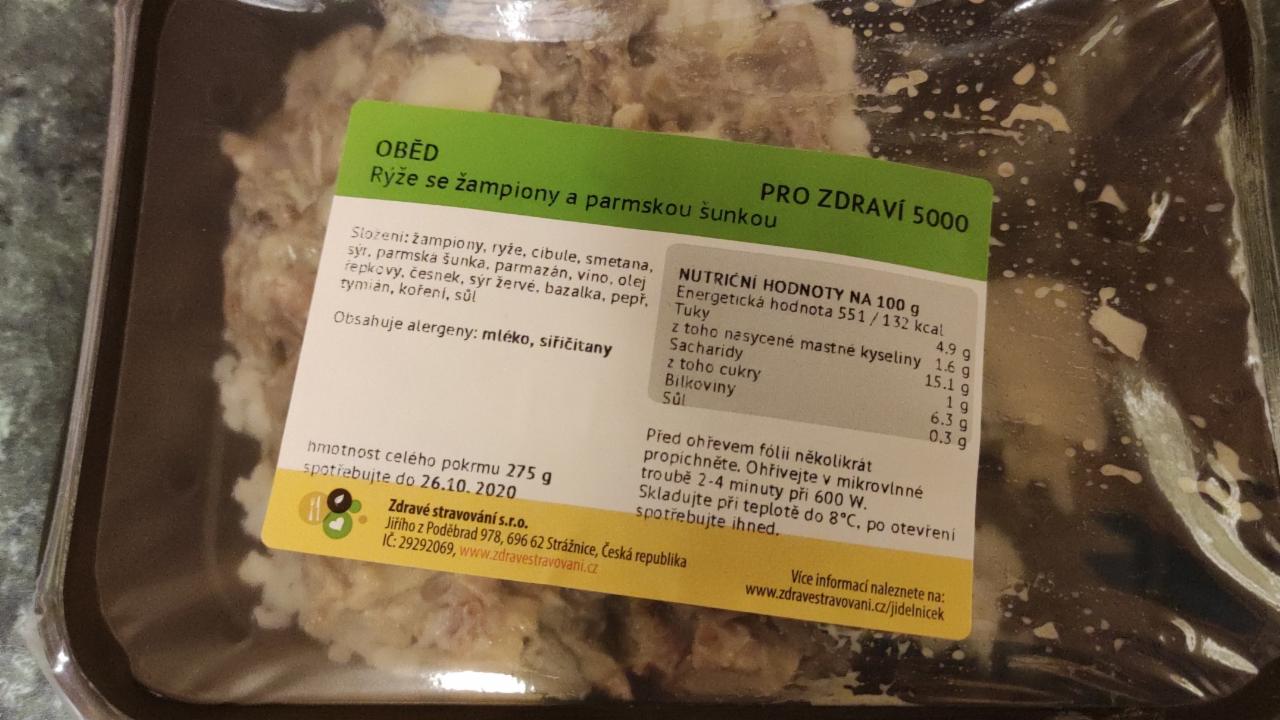 OBĚD
Rýže se žampiony a parmskou šunkou
PRO ZDRAVÍ 5000
Složení: žampiony, ryže, cibule, smetana,
sýr, parmská šunka, parmazán, víno, olej
řepkový, česnek, sýr žervé, bazalka, pepř,
tymián, koření, sůl
Obsahuje alergeny: mléko, siřičitany
hmotnost celého pokrmu 275 g
spotřebujte do 26.10. 2020
NUTRIČNÍ HODNOTY NA 100 g
Energetická hodnota 551 / 132 kcal
Tuky 4.9 g
z toho nasycené mastné kyseliny 1.6 g
Sacharidy 15.1 g
z toho cukry 1 g
Bílkoviny 6.3 g
Sůl 0.3 g
Před ohřevem fólii několikrát
propíchněte. Ohřívejte v mikrovlnné
troubě 2-4 minuty při 600 W.
Skladujte při teplotě do 8°C, po otevření
spotřebujte ihned.
Zdravé stravování s.r.o.
Jiřího z Poděbrad 978, 696 62 Strážnice, Česká republika
IČ: 29292069, www.zdravestravovani.cz
Více informací naleznete na:
www.zdravestravovani.cz/jidelnicek